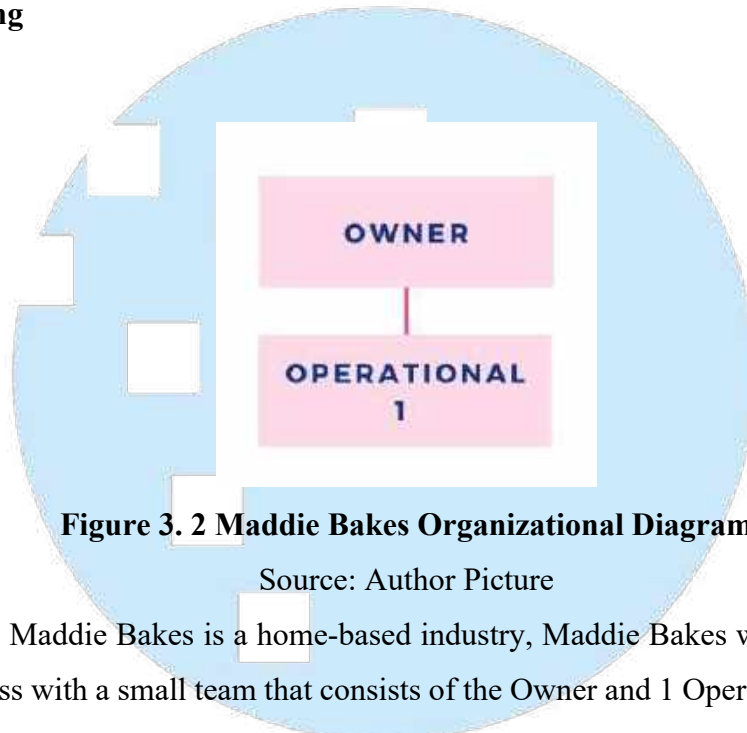 ng
OWNER
OPERATIONAL
1
Figure 3. 2 Maddie Bakes Organizational Diagram
Source: Author Picture
Maddie Bakes is a home-based industry, Maddie Bakes w
ss with a small team that consists of the Owner and 1 Oper